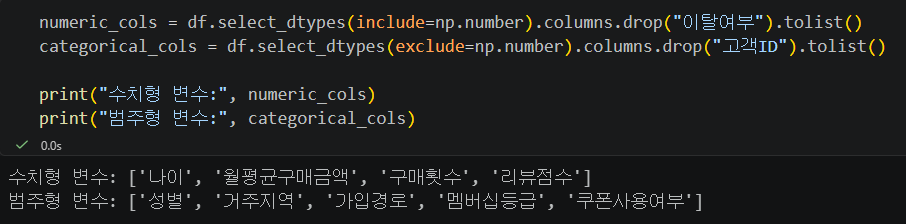 numeric_cols = df.select_dtypes(include=np.number).columns.drop("이탈여부").tolist()
categorical_cols = df.select_dtypes(exclude=np.number).columns.drop("고객ID").tolist()
print("수치형 변수:", numeric_cols)
print("범주형 변수:", categorical_cols)
0.0s
수치형 변수: ['나이', '월평균구매금액', '구매횟수', '리뷰점수']
범주형 변수: ['성별', '거주지역', '가입경로', '멤버십등급', '쿠폰사용여부']